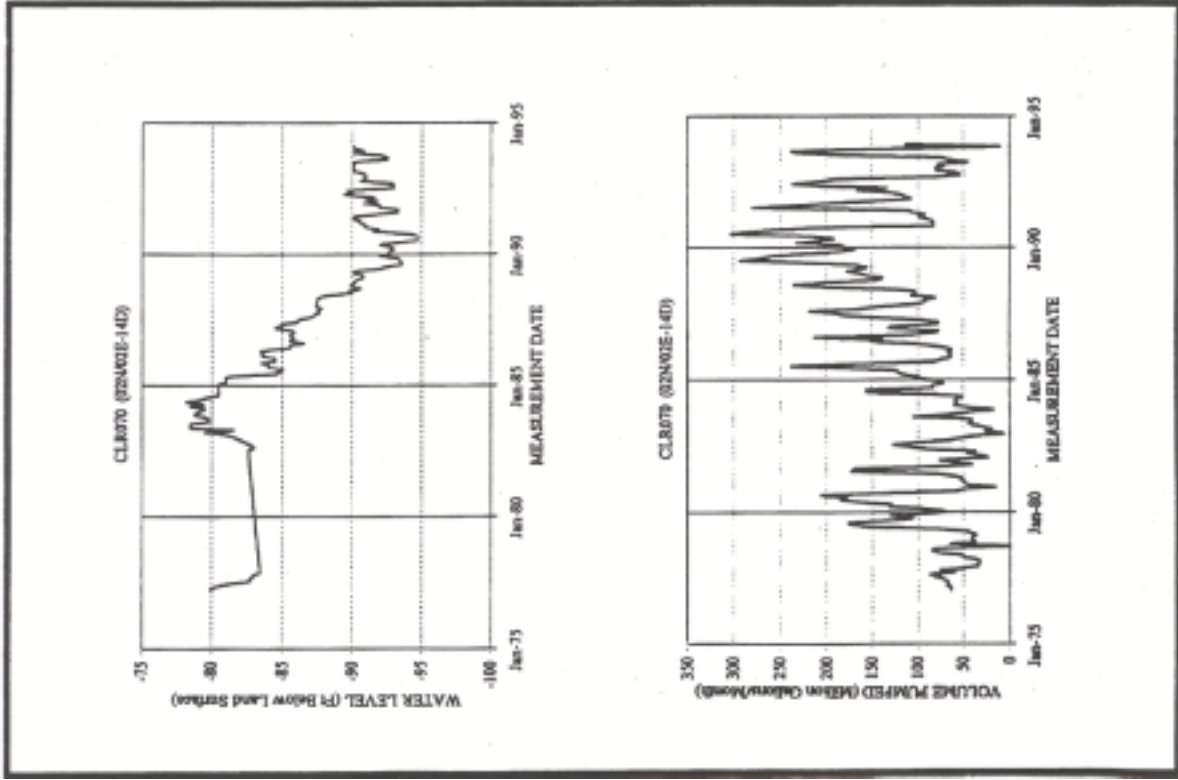 CLR070 (02N/02E-14D)
WATER LEVEL (Ft Below Land Surface)
-75
-80
-85
-90
-95
-100
Jan-75
Jan-80
Jan-85
Jan-90
Jan-95
MEASUREMENT DATE
CLR070 (02N/02E-14D)
VOLUME PUMPED (Million Gallons/Month)
350
300
250
200
150
100
50
0
Jan-75
Jan-80
Jan-85
Jan-90
Jan-95
MEASUREMENT DATE